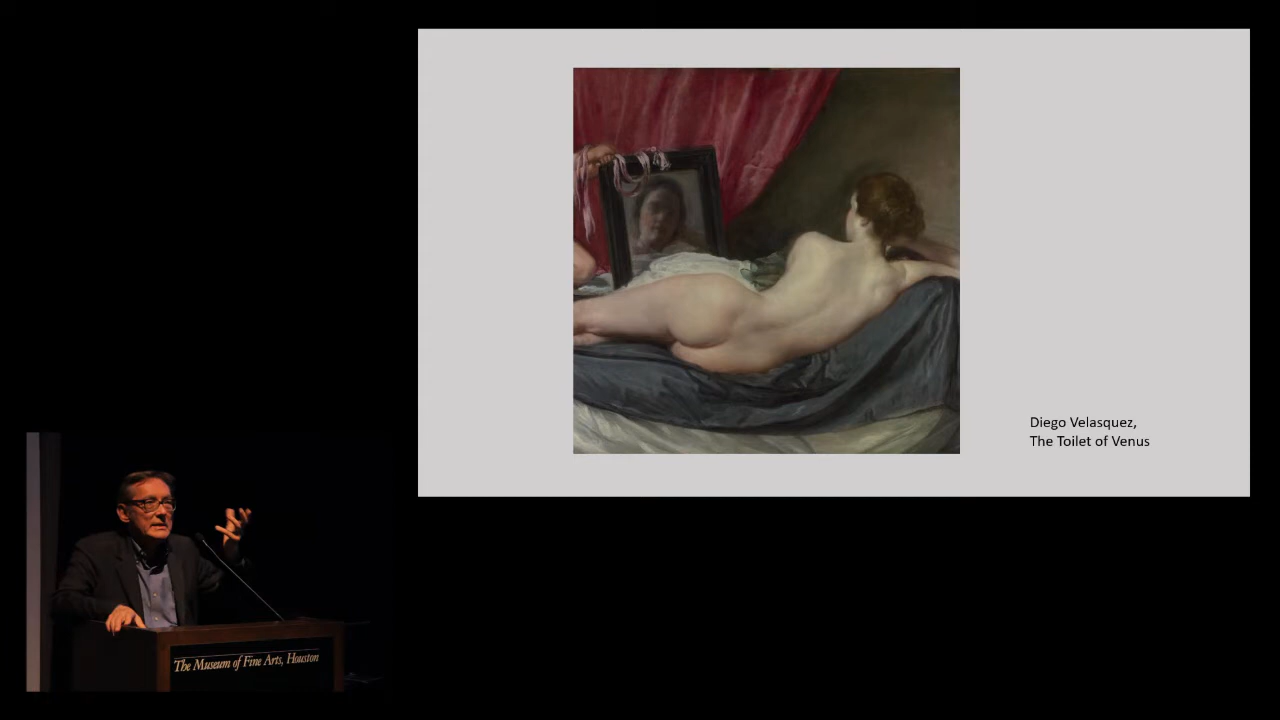 Diego Velasquez,
The Toilet of Venus
The Museum of Fine Arts, Houston